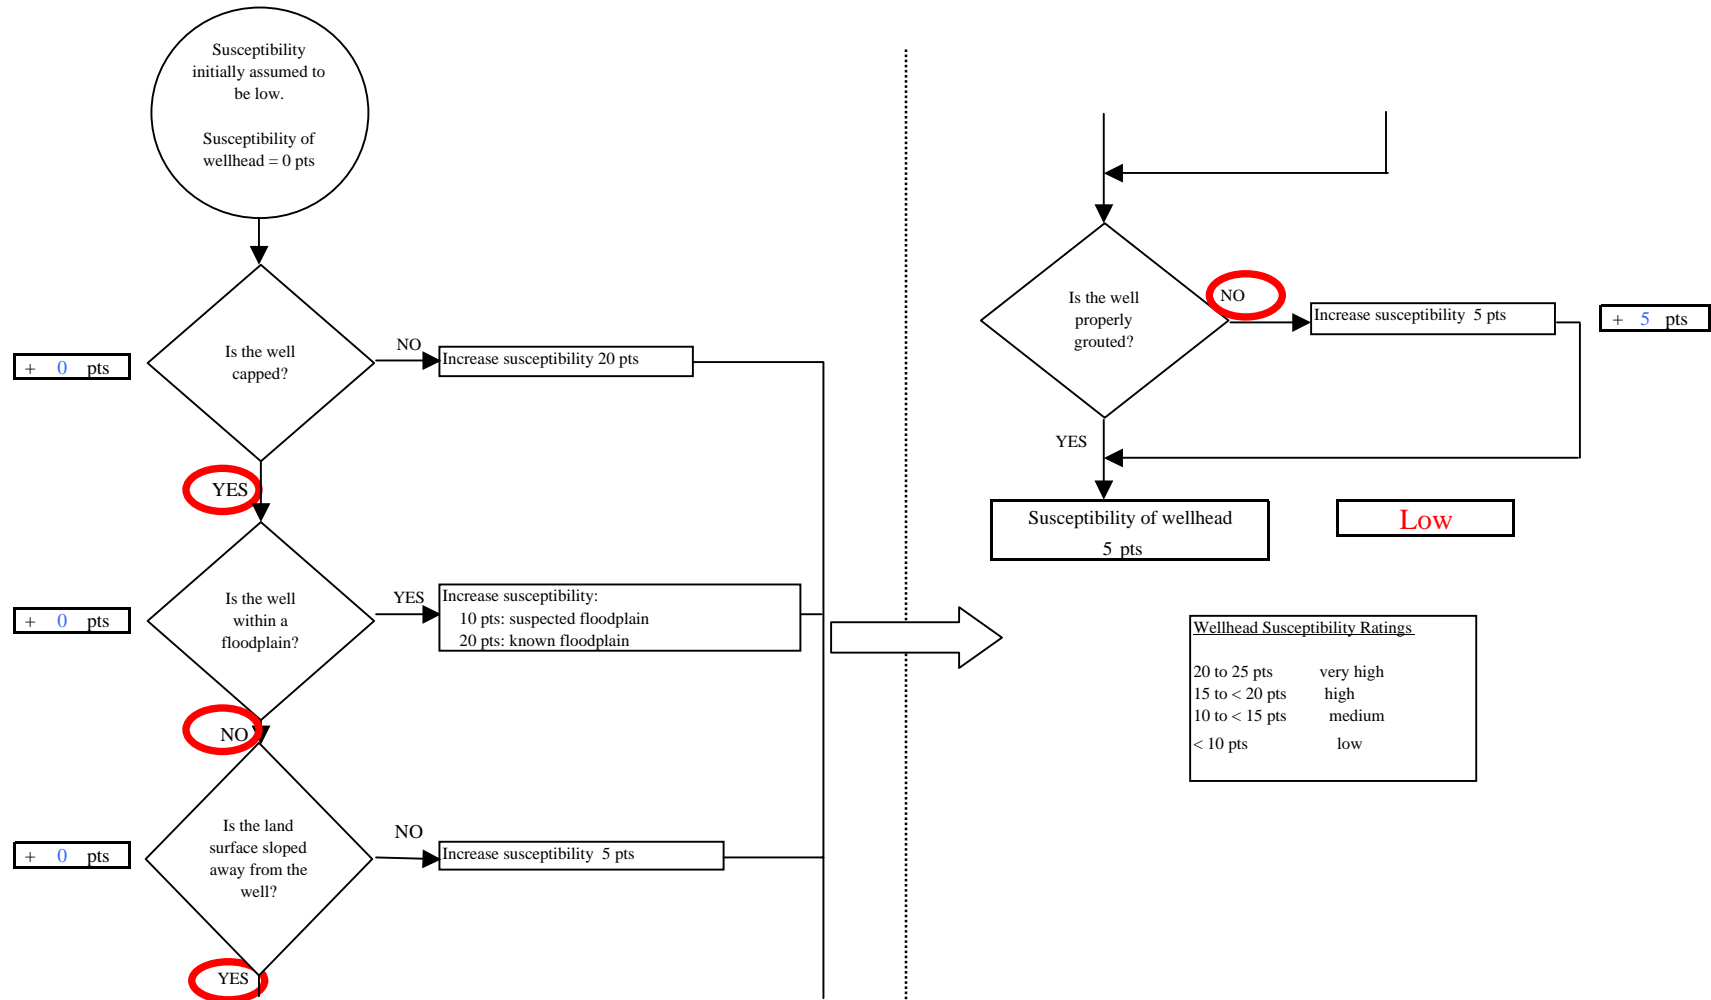 Susceptibility
initially assumed to
be low.
Susceptibility of
wellhead = 0 pts
Is the well
capped?
NO
Increase susceptibility 20 pts
+ 0 pts
YES
Is the well
within a
floodplain?
YES
Increase susceptibility:
10 pts: suspected floodplain
20 pts: known floodplain
+ 0 pts
NO
Is the land
surface sloped
away from the
well?
NO
Increase susceptibility 5 pts
+ 0 pts
YES
Is the well
properly
grouted?
NO
Increase susceptibility 5 pts
+ 5 pts
YES
Susceptibility of wellhead
5 pts
Low
Wellhead Susceptibility Ratings
20 to 25 pts very high
15 to < 20 pts high
10 to < 15 pts medium
< 10 pts low